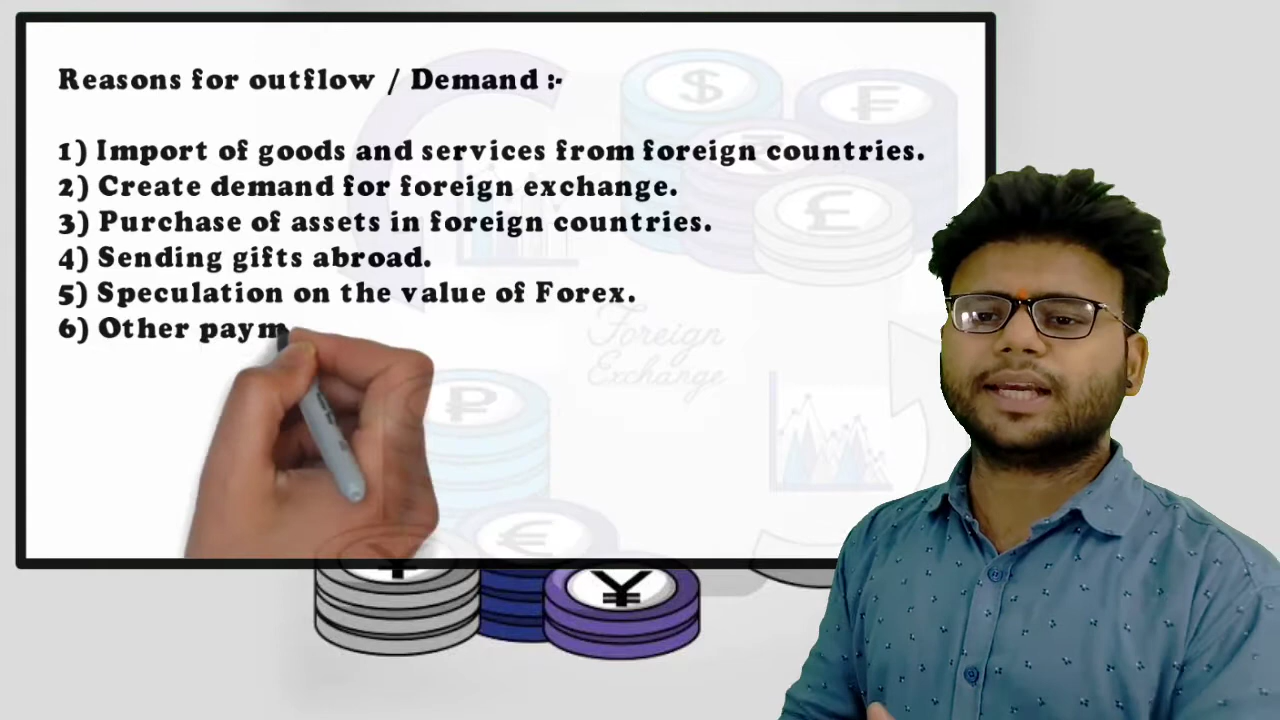 Reasons for outflow / Demand :-
1) Import of goods and services from foreign countries.
2) Create demand for foreign exchange.
3) Purchase of assets in foreign countries.
4) Sending gifts abroad.
5) Speculation on the value of Forex.
6) Other paym
$
F
₹
£
Foreign
Exchange
₽
€
¥
¥